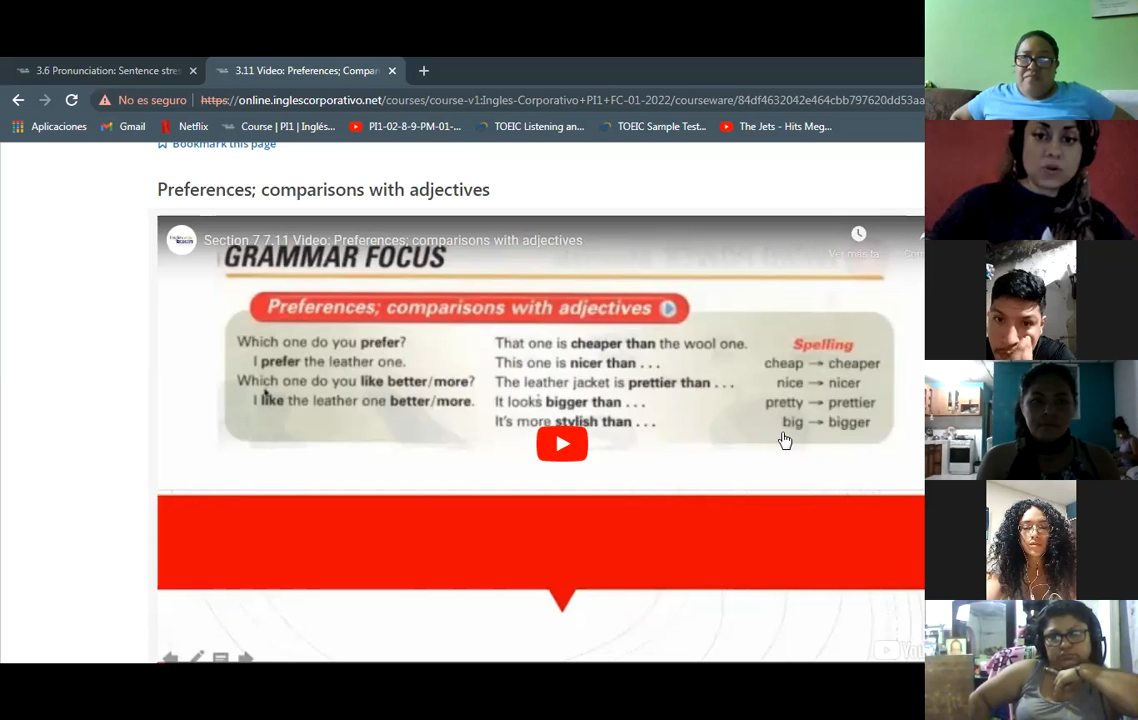 3.6 Pronunciation: Sentence stres
3.11 Video: Preferences; Compar
No es seguro
https://online.inglescorporativo.net/courses/course-v1:Ingles-Corporativo+PI1+FC-01-2022/courseware/84df4632042e464cbb797620dd53aa
Aplicaciones
Gmail
Netflix
Course | PI1 | Inglés...
PI1-02-8-9-PM-01-...
TOEIC Listening an...
TOEIC Sample Test...
The Jets - Hits Meg...
Bookmark this page
Preferences; comparisons with adjectives
Section 7 7.11 Video: Preferences; comparisons with adjectives
Ver más ta...
GRAMMAR FOCUS
Preferences; comparisons with adjectives
Which one do you prefer?
I prefer the leather one.
Which one do you like better/more?
I like the leather one better/more.
That one is cheaper than the wool one.
This one is nicer than . . .
The leather jacket is prettier than . . .
It looks bigger than . . .
It's more stylish than . . .
Spelling
cheap → cheaper
nice → nicer
pretty → prettier
big → bigger